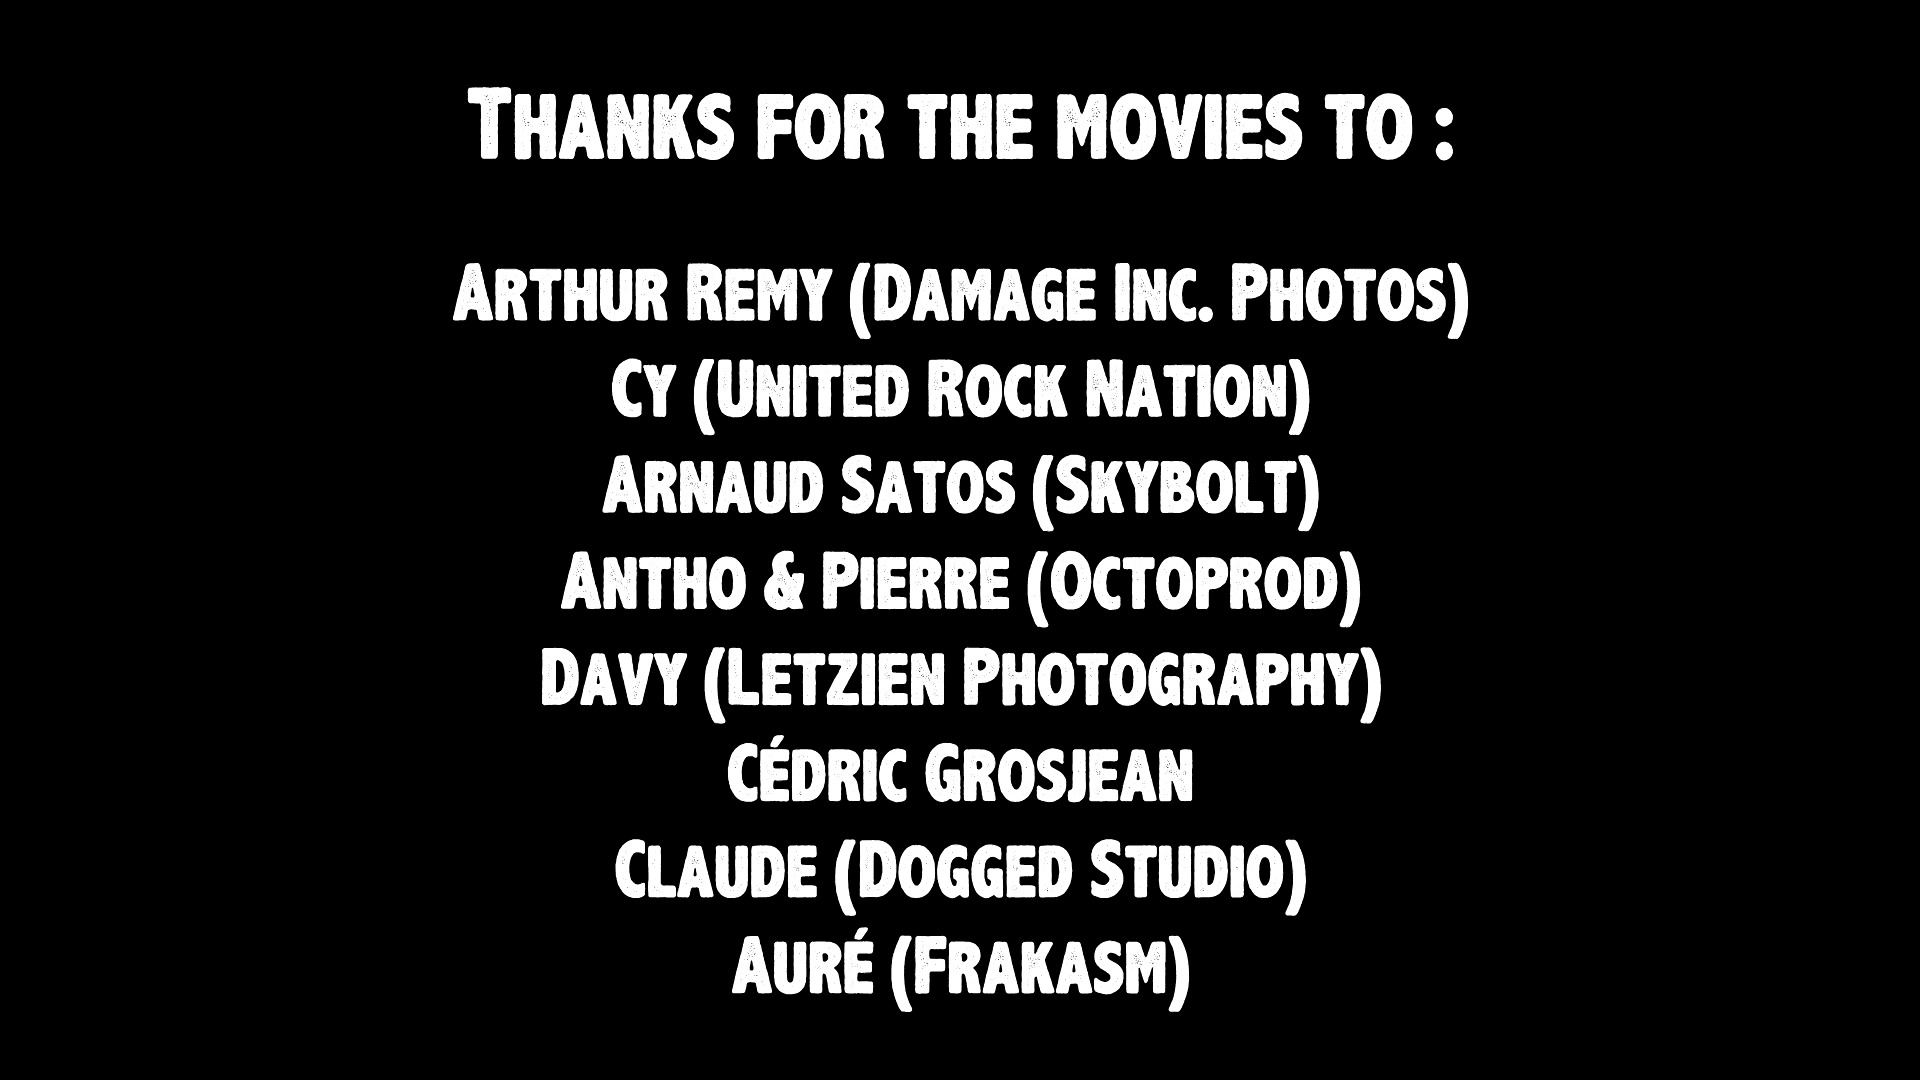 Thanks for the movies to :
Arthur Remy (Damage Inc. Photos)
Cy (United Rock Nation)
Arnaud Satos (Skybolt)
Antho & Pierre (Octoprod)
Davy (Letzien Photography)
Cédric Grosjean
Claude (Dogged Studio)
Auré (Frakasm)